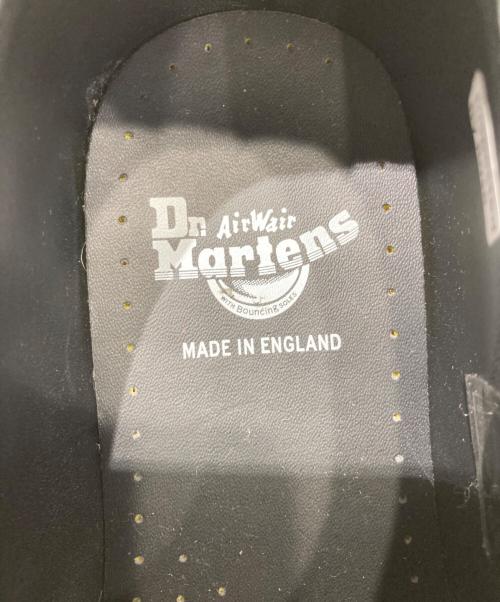 Dr. AirWair
Martens
WITH Bouncing SOLES
MADE IN ENGLAND